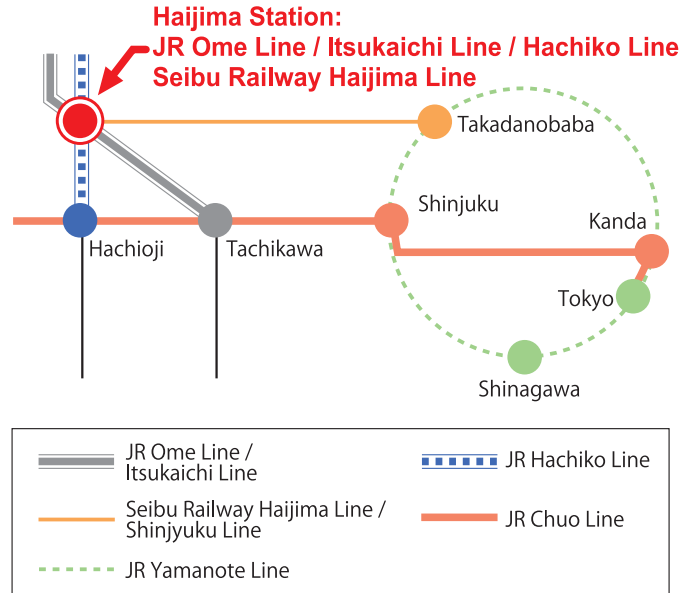 Haijima Station:
JR Ome Line / Itsukaichi Line / Hachiko Line
Seibu Railway Haijima Line
Takadanobaba
Shinjuku
Kanda
Hachioji
Tachikawa
Tokyo
Shinagawa
JR Ome Line /
Itsukaichi Line
JR Hachiko Line
Seibu Railway Haijima Line /
Shinjyuku Line
JR Chuo Line
JR Yamanote Line